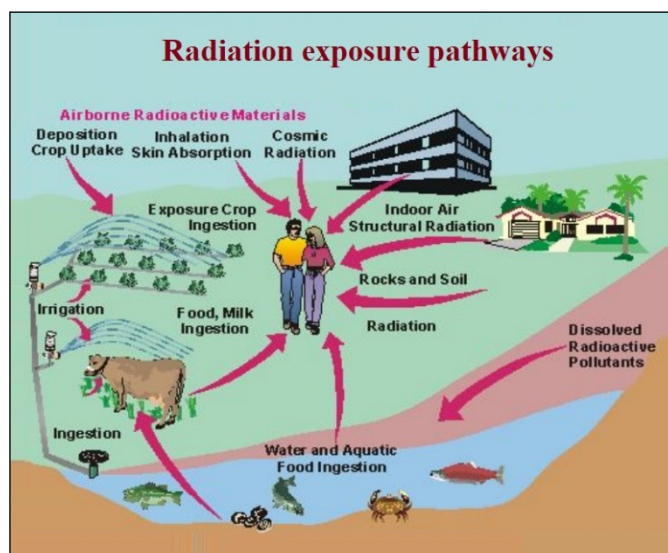 Radiation exposure pathways
Airborne Radioactive Materials
Deposition
Crop Uptake
Inhalation
Skin Absorption
Cosmic
Radiation
Exposure Crop
Ingestion
Indoor Air
Structural Radiation
Rocks and Soil
Radiation
Irrigation
Food, Milk
Ingestion
Dissolved
Radioactive
Pollutants
Ingestion
Water and Aquatic
Food Ingestion